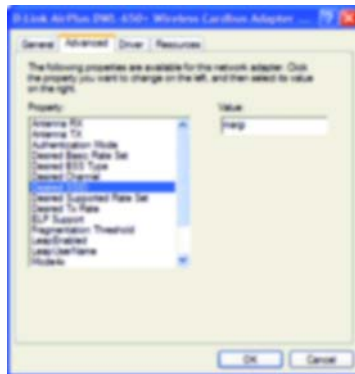 D-Link AirPlus DWL-650+ Wireless Cardbus Adapter ...
General Advanced Driver Resources
The following properties are available for this network adapter. Click
the property you want to change on the left, and then select its value
on the right.
Property: Value:
Antenna RX
Antenna TX
Authentication Mode
Desired Basic Rate Set
Desired BSS Type
Desired Channel
Desired SSID
Desired Supported Rate Set
Desired Tx Rate
ELP Support
Fragmentation Threshold
LeapEnabled
LeapUserName
Mode4x
OK Cancel